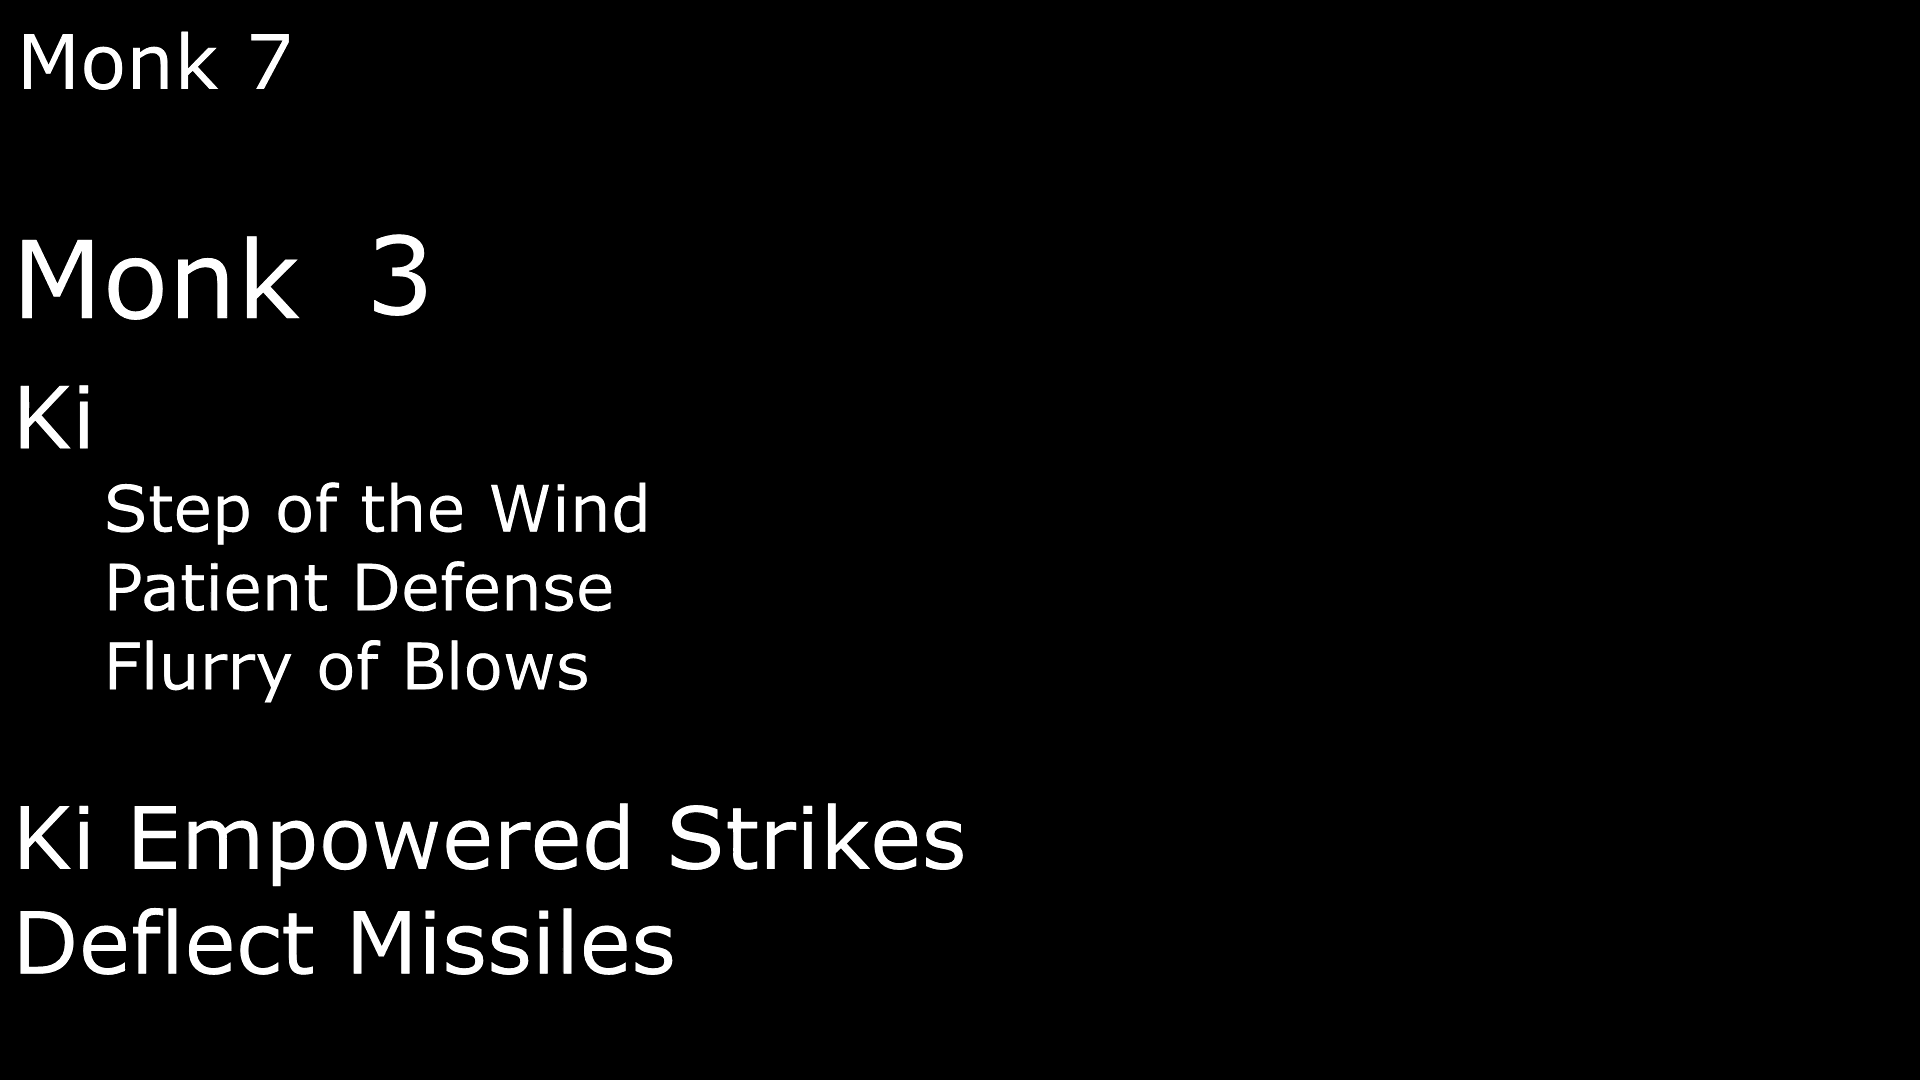 Monk 7
Monk 3
Ki
Step of the Wind
Patient Defense
Flurry of Blows
Ki Empowered Strikes
Deflect Missiles